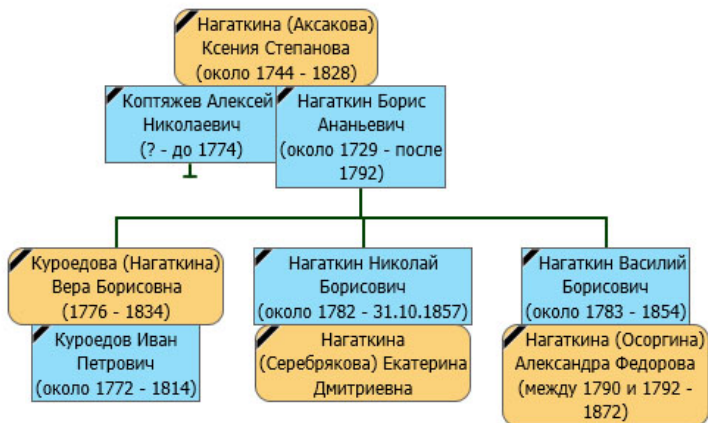 Нагаткина (Аксакова)
Ксения Степанова
(около 1744 - 1828)
Коптяжев Алексей
Николаевич
(? - до 1774)
Нагаткин Борис
Ананьевич
(около 1729 - после
1792)
Куроедова (Нагаткина)
Вера Борисовна
(1776 - 1834)
Куроедов Иван
Петрович
(около 1772 - 1814)
Нагаткин Николай
Борисович
(около 1782 - 31.10.1857)
Нагаткина
(Серебрякова) Екатерина
Дмитриевна
Нагаткин Василий
Борисович
(около 1783 - 1854)
Нагаткина (Осоргина)
Александра Федорова
(между 1790 и 1792 -
1872)